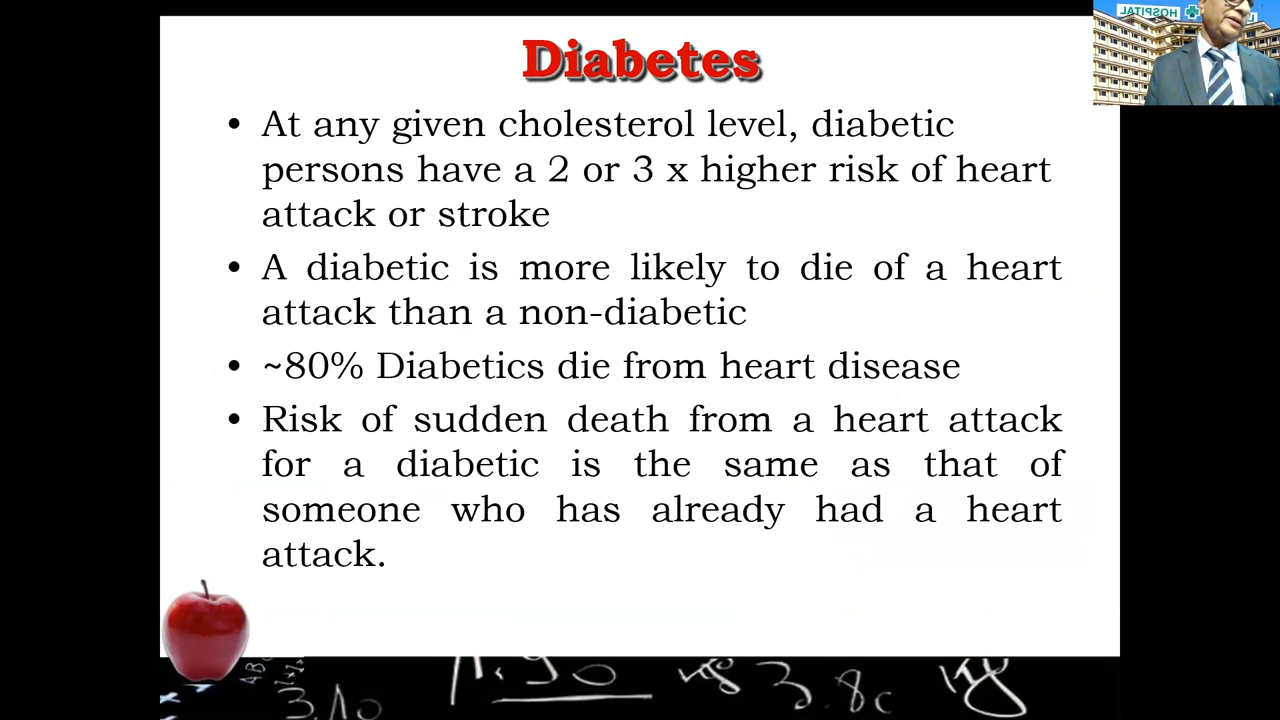 HOSPITAL
Diabetes
• At any given cholesterol level, diabetic
persons have a 2 or 3 x higher risk of heart
attack or stroke
• A diabetic is more likely to die of a heart
attack than a non-diabetic
• ~80% Diabetics die from heart disease
• Risk of sudden death from a heart attack
for a diabetic is the same as that of
someone who has already had a heart
attack.